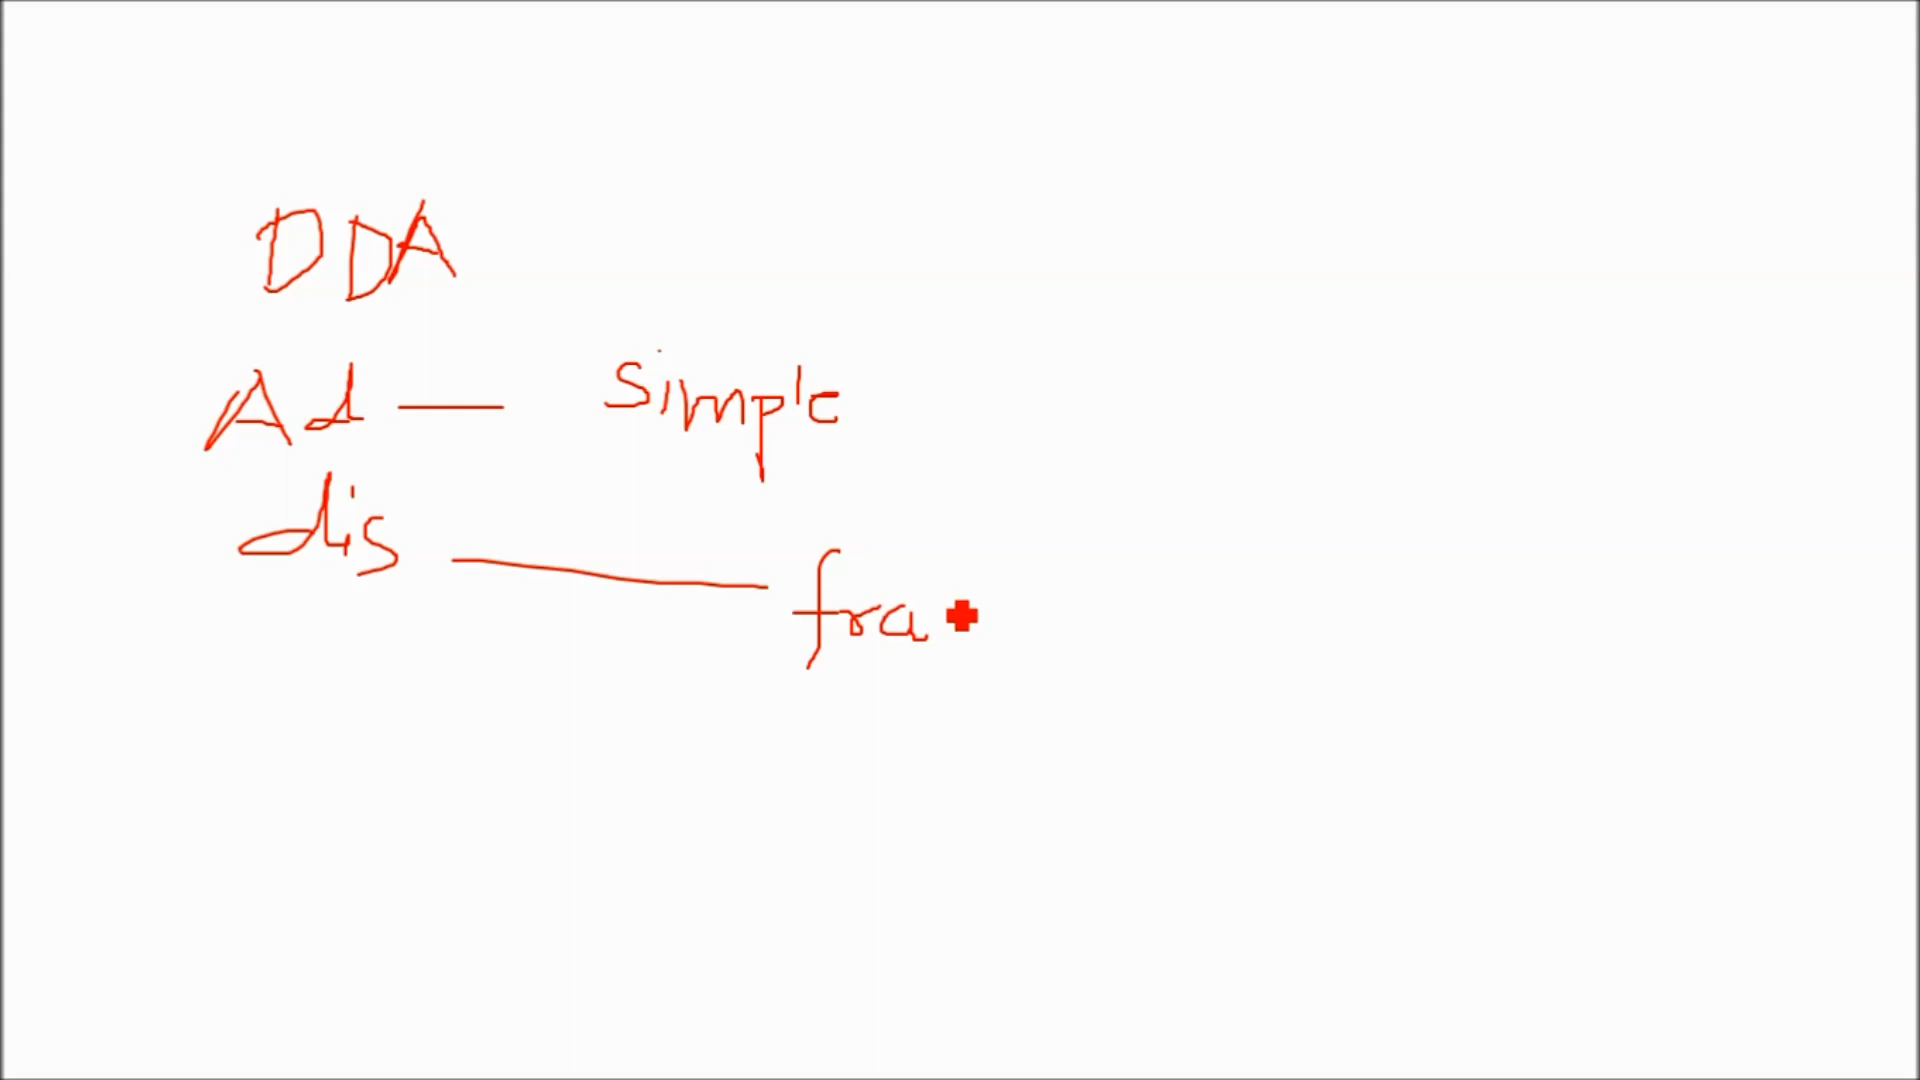 DDA
Ad — simple
dis — fra